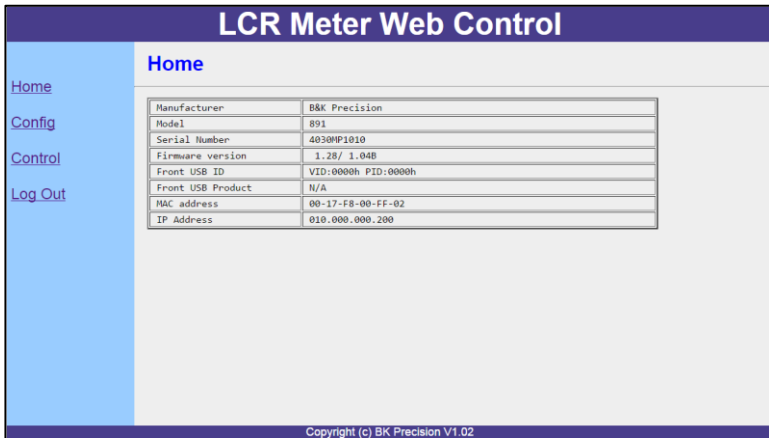 LCR Meter Web Control
Home
Home
Config
Control
Log Out
Manufacturer B&K Precision
Model 891
Serial Number 4030MP1010
Firmware version 1.28/ 1.04B
Front USB ID VID:0000h PID:0000h
Front USB Product N/A
MAC address 00-17-F8-00-FF-02
IP Address 010.000.000.200
Copyright (c) BK Precision V1.02